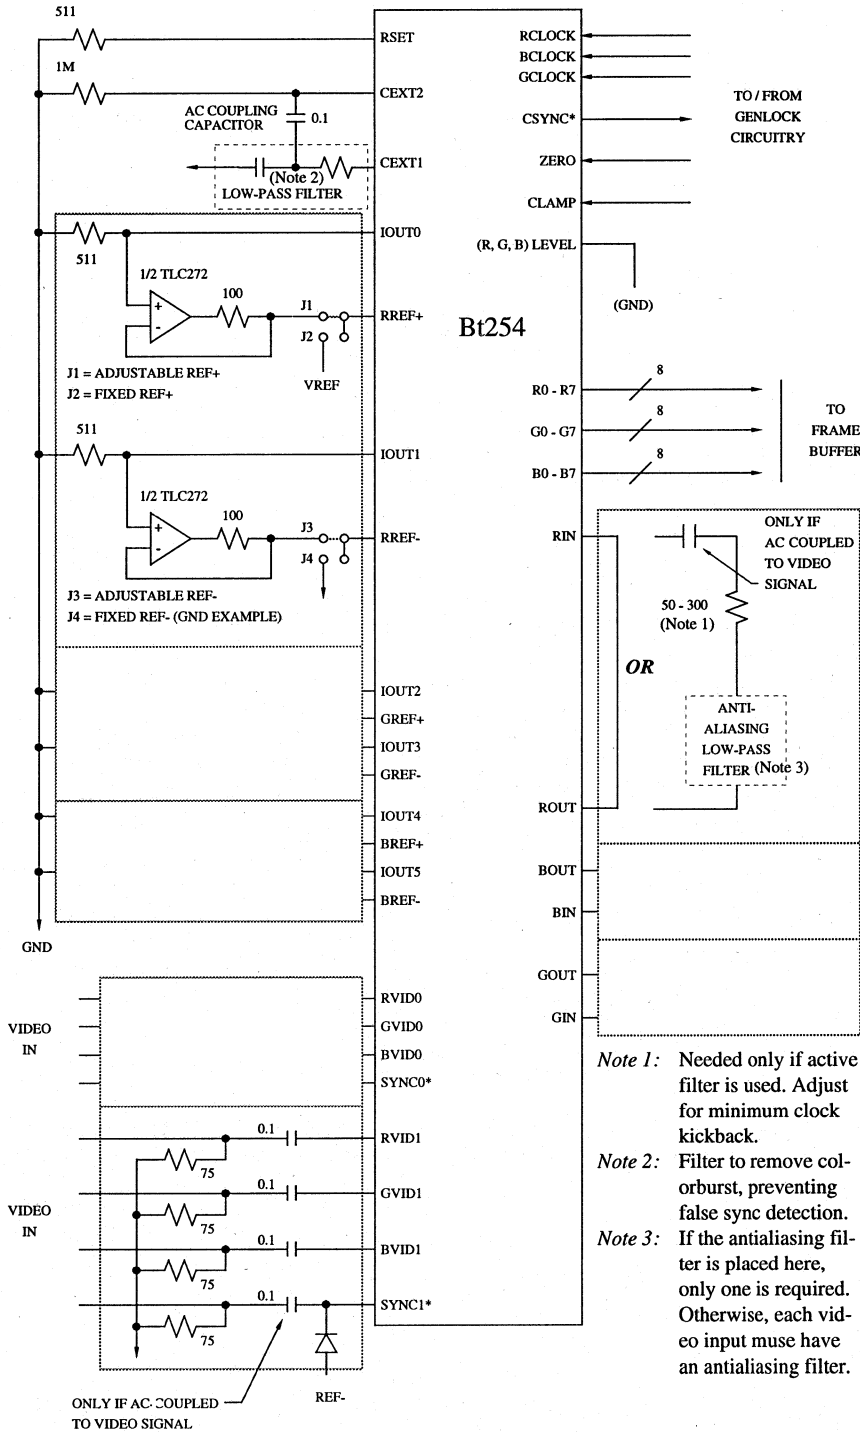 511
RSET
1M
CEXT2
AC COUPLING
CAPACITOR
0.1
CEXT1
(Note 2)
LOW-PASS FILTER
IOUT0
511
1/2 TLC272
100
+
-
J1
RREF+
J2
VREF
J1 = ADJUSTABLE REF+
J2 = FIXED REF+
511
IOUT1
1/2 TLC272
100
+
-
J3
RREF-
J4
J3 = ADJUSTABLE REF-
J4 = FIXED REF- (GND EXAMPLE)
IOUT2
GREF+
IOUT3
GREF-
IOUT4
BREF+
IOUT5
BREF-
GND
VIDEO
IN
RVID0
GVID0
BVID0
SYNC0*
VIDEO
IN
0.1
RVID1
75
0.1
GVID1
75
0.1
BVID1
75
0.1
SYNC1*
75
REF-
ONLY IF AC COUPLED
TO VIDEO SIGNAL
Bt254
RCLOCK
BCLOCK
GCLOCK
CSYNC*
ZERO
CLAMP
TO / FROM
GENLOCK
CIRCUITRY
(R, G, B) LEVEL
(GND)
R0 - R7
8
G0 - G7
8
B0 - B7
8
TO
FRAME
BUFFER
RIN
ONLY IF
AC COUPLED
TO VIDEO
SIGNAL
50 - 300
(Note 1)
OR
ANTI-
ALIASING
LOW-PASS
FILTER (Note 3)
ROUT
BOUT
BIN
GOUT
GIN
Note 1: Needed only if active
filter is used. Adjust
for minimum clock
kickback.
Note 2: Filter to remove col-
orburst, preventing
false sync detection.
Note 3: If the antialiasing fil-
ter is placed here,
only one is required.
Otherwise, each vid-
eo input muse have
an antialiasing filter.